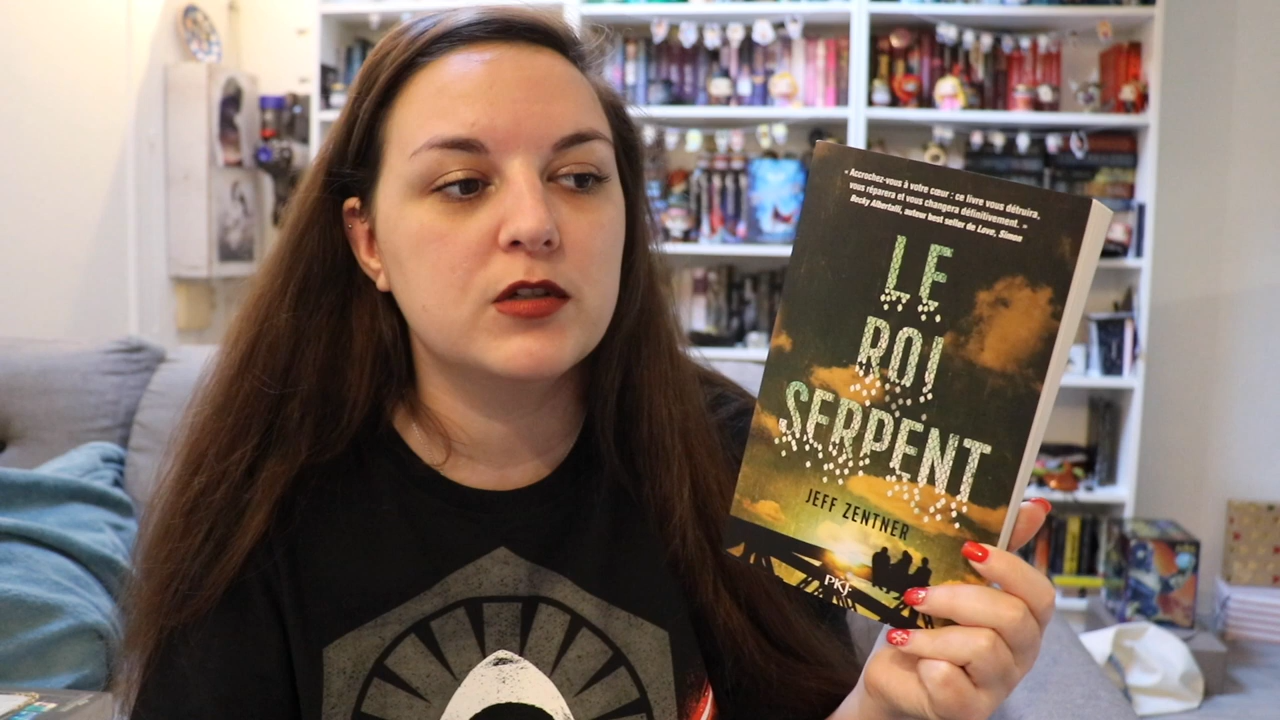 « Accrochez-vous à votre cœur : ce livre vous détruira,
vous réparera et vous changera définitivement. »
Becky Albertalli, auteur best seller de Love, Simon
LE
ROI
SERPENT
JEFF ZENTNER
PKJ.